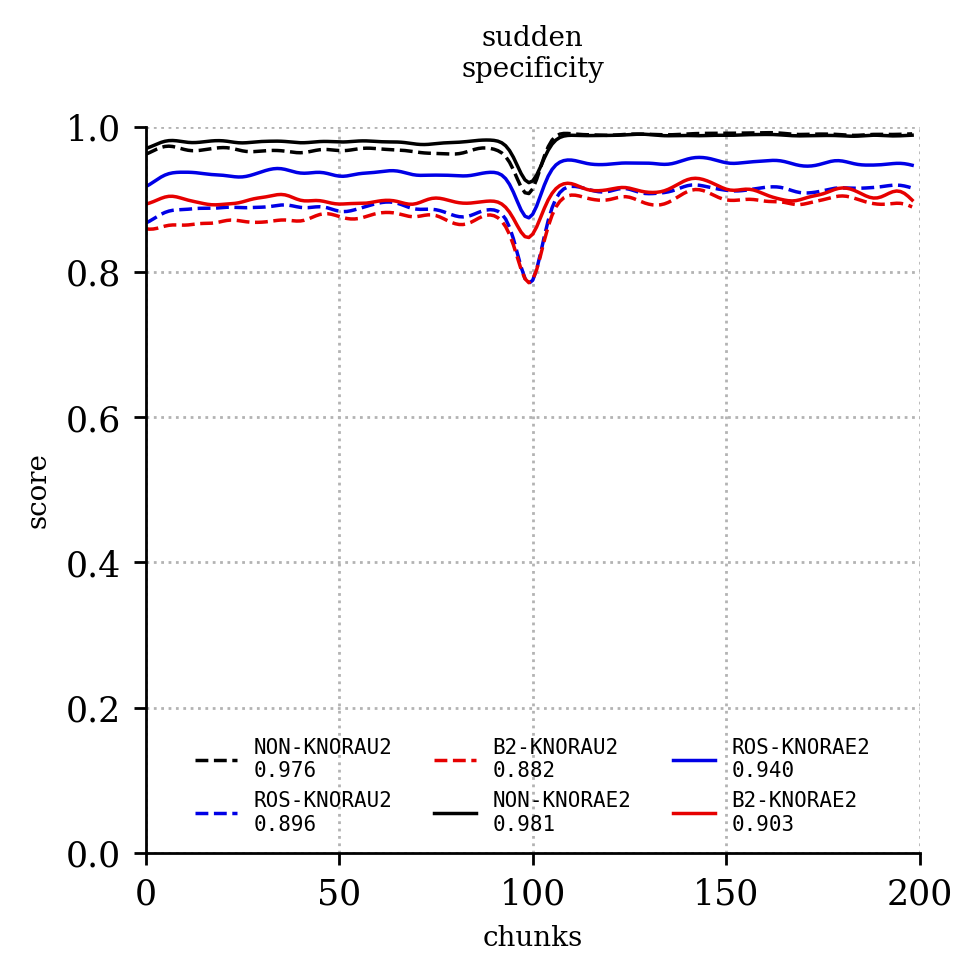 sudden
specificity
1.0
0.8
0.6
0.4
0.2
0.0
score
NON-KNORAU2
0.976
ROS-KNORAU2
0.896
B2-KNORAU2
0.882
NON-KNORAE2
0.981
ROS-KNORAE2
0.940
B2-KNORAE2
0.903
0 50 100 150 200
chunks